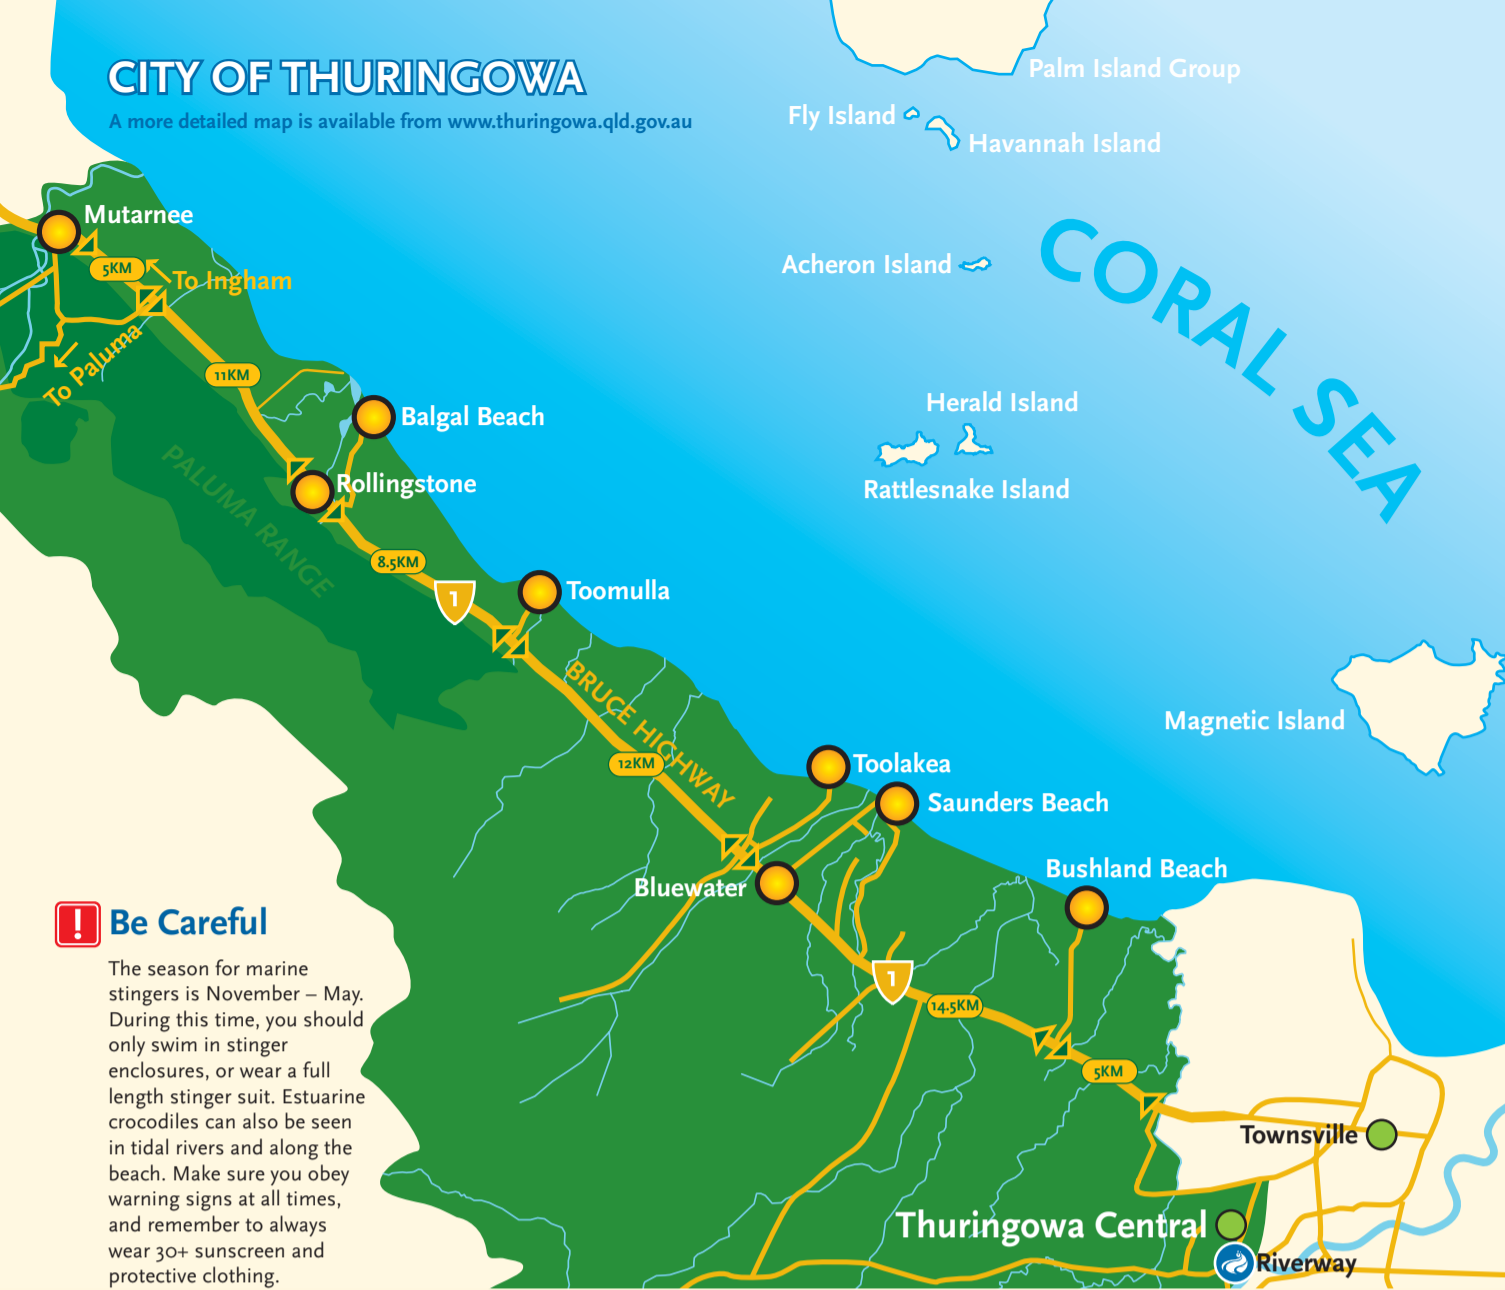 CITY OF THURINGOWA
A more detailed map is available from www.thuringowa.qld.gov.au
Palm Island Group
Fly Island
Havannah Island
Acheron Island
CORAL SEA
Herald Island
Rattlesnake Island
Magnetic Island
Mutarnee
5KM
To Ingham
To Paluma
11KM
Balgal Beach
Rollingstone
PALUMA RANGE
8.5KM
1
Toomulla
BRUCE HIGHWAY
12KM
Toolakea
Saunders Beach
Bluewater
Bushland Beach
1
14.5KM
5KM
Townsville
Thuringowa Central
Riverway
!
Be Careful
The season for marine
stingers is November – May.
During this time, you should
only swim in stinger
enclosures, or wear a full
length stinger suit. Estuarine
crocodiles can also be seen
in tidal rivers and along the
beach. Make sure you obey
warning signs at all times,
and remember to always
wear 30+ sunscreen and
protective clothing.